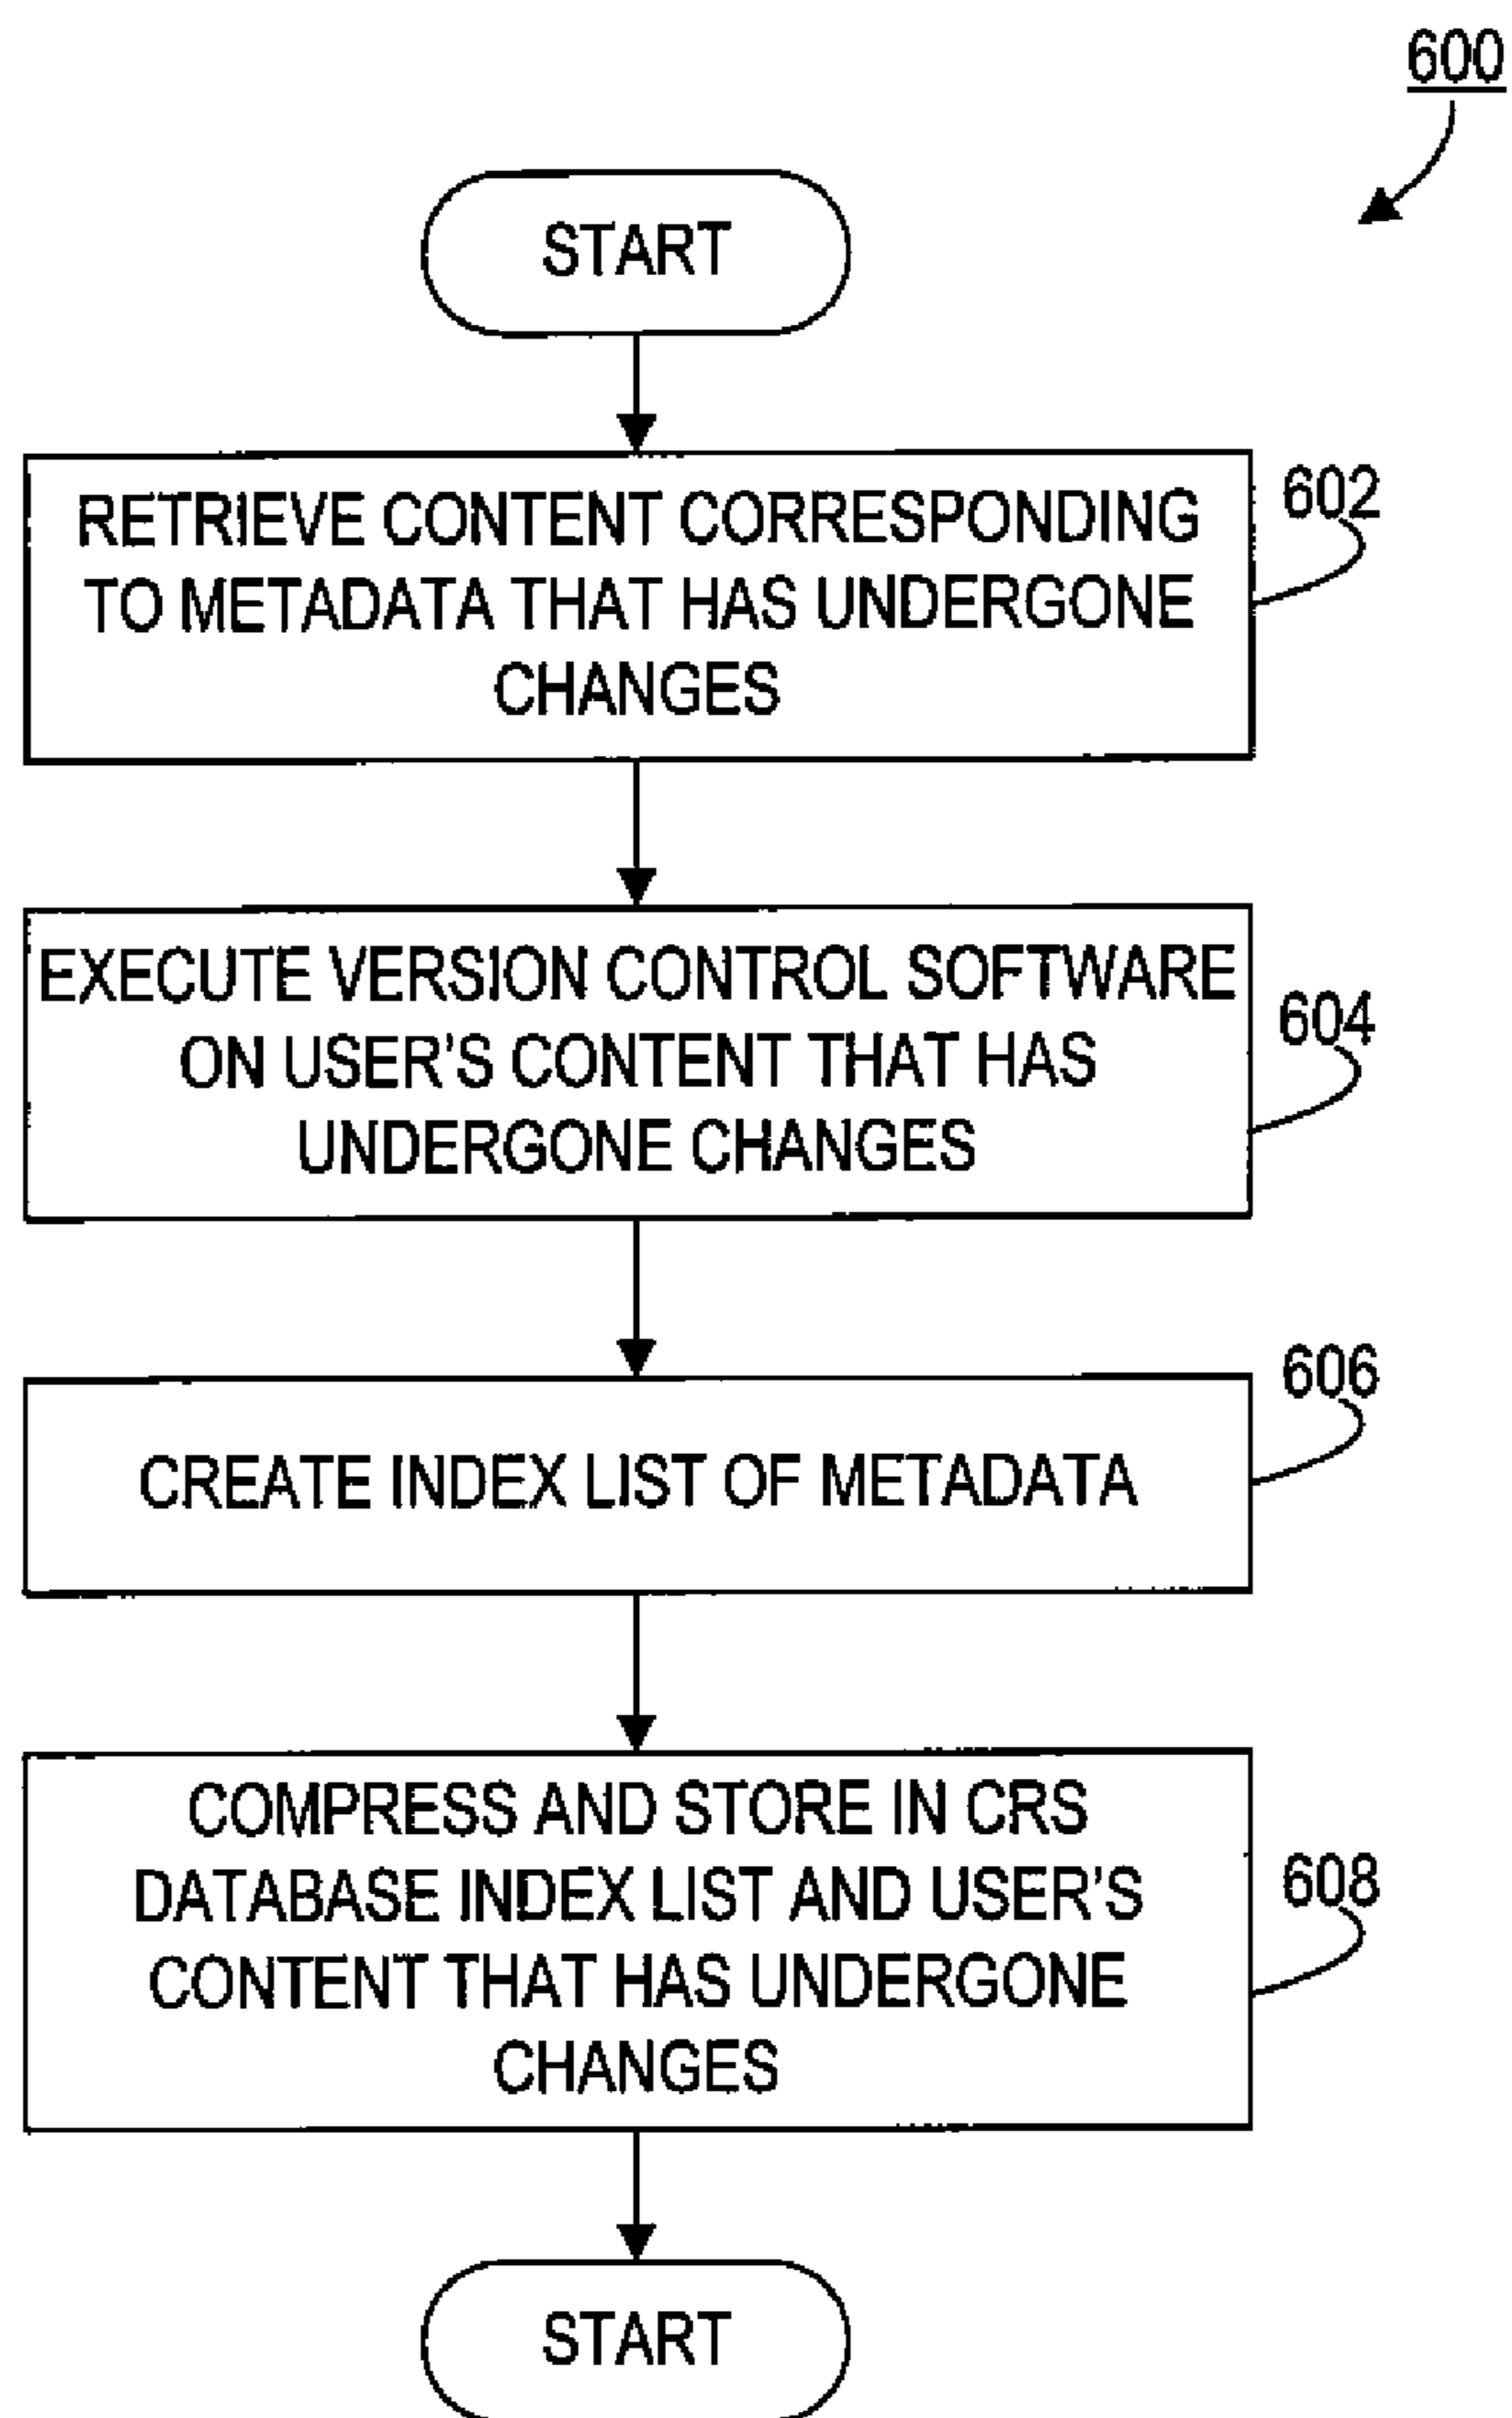 600
START
RETRIEVE CONTENT CORRESPONDING
TO METADATA THAT HAS UNDERGONE
CHANGES
602
EXECUTE VERSION CONTROL SOFTWARE
ON USER'S CONTENT THAT HAS
UNDERGONE CHANGES
604
CREATE INDEX LIST OF METADATA
606
COMPRESS AND STORE IN CRS
DATABASE INDEX LIST AND USER'S
CONTENT THAT HAS UNDERGONE
CHANGES
608
START